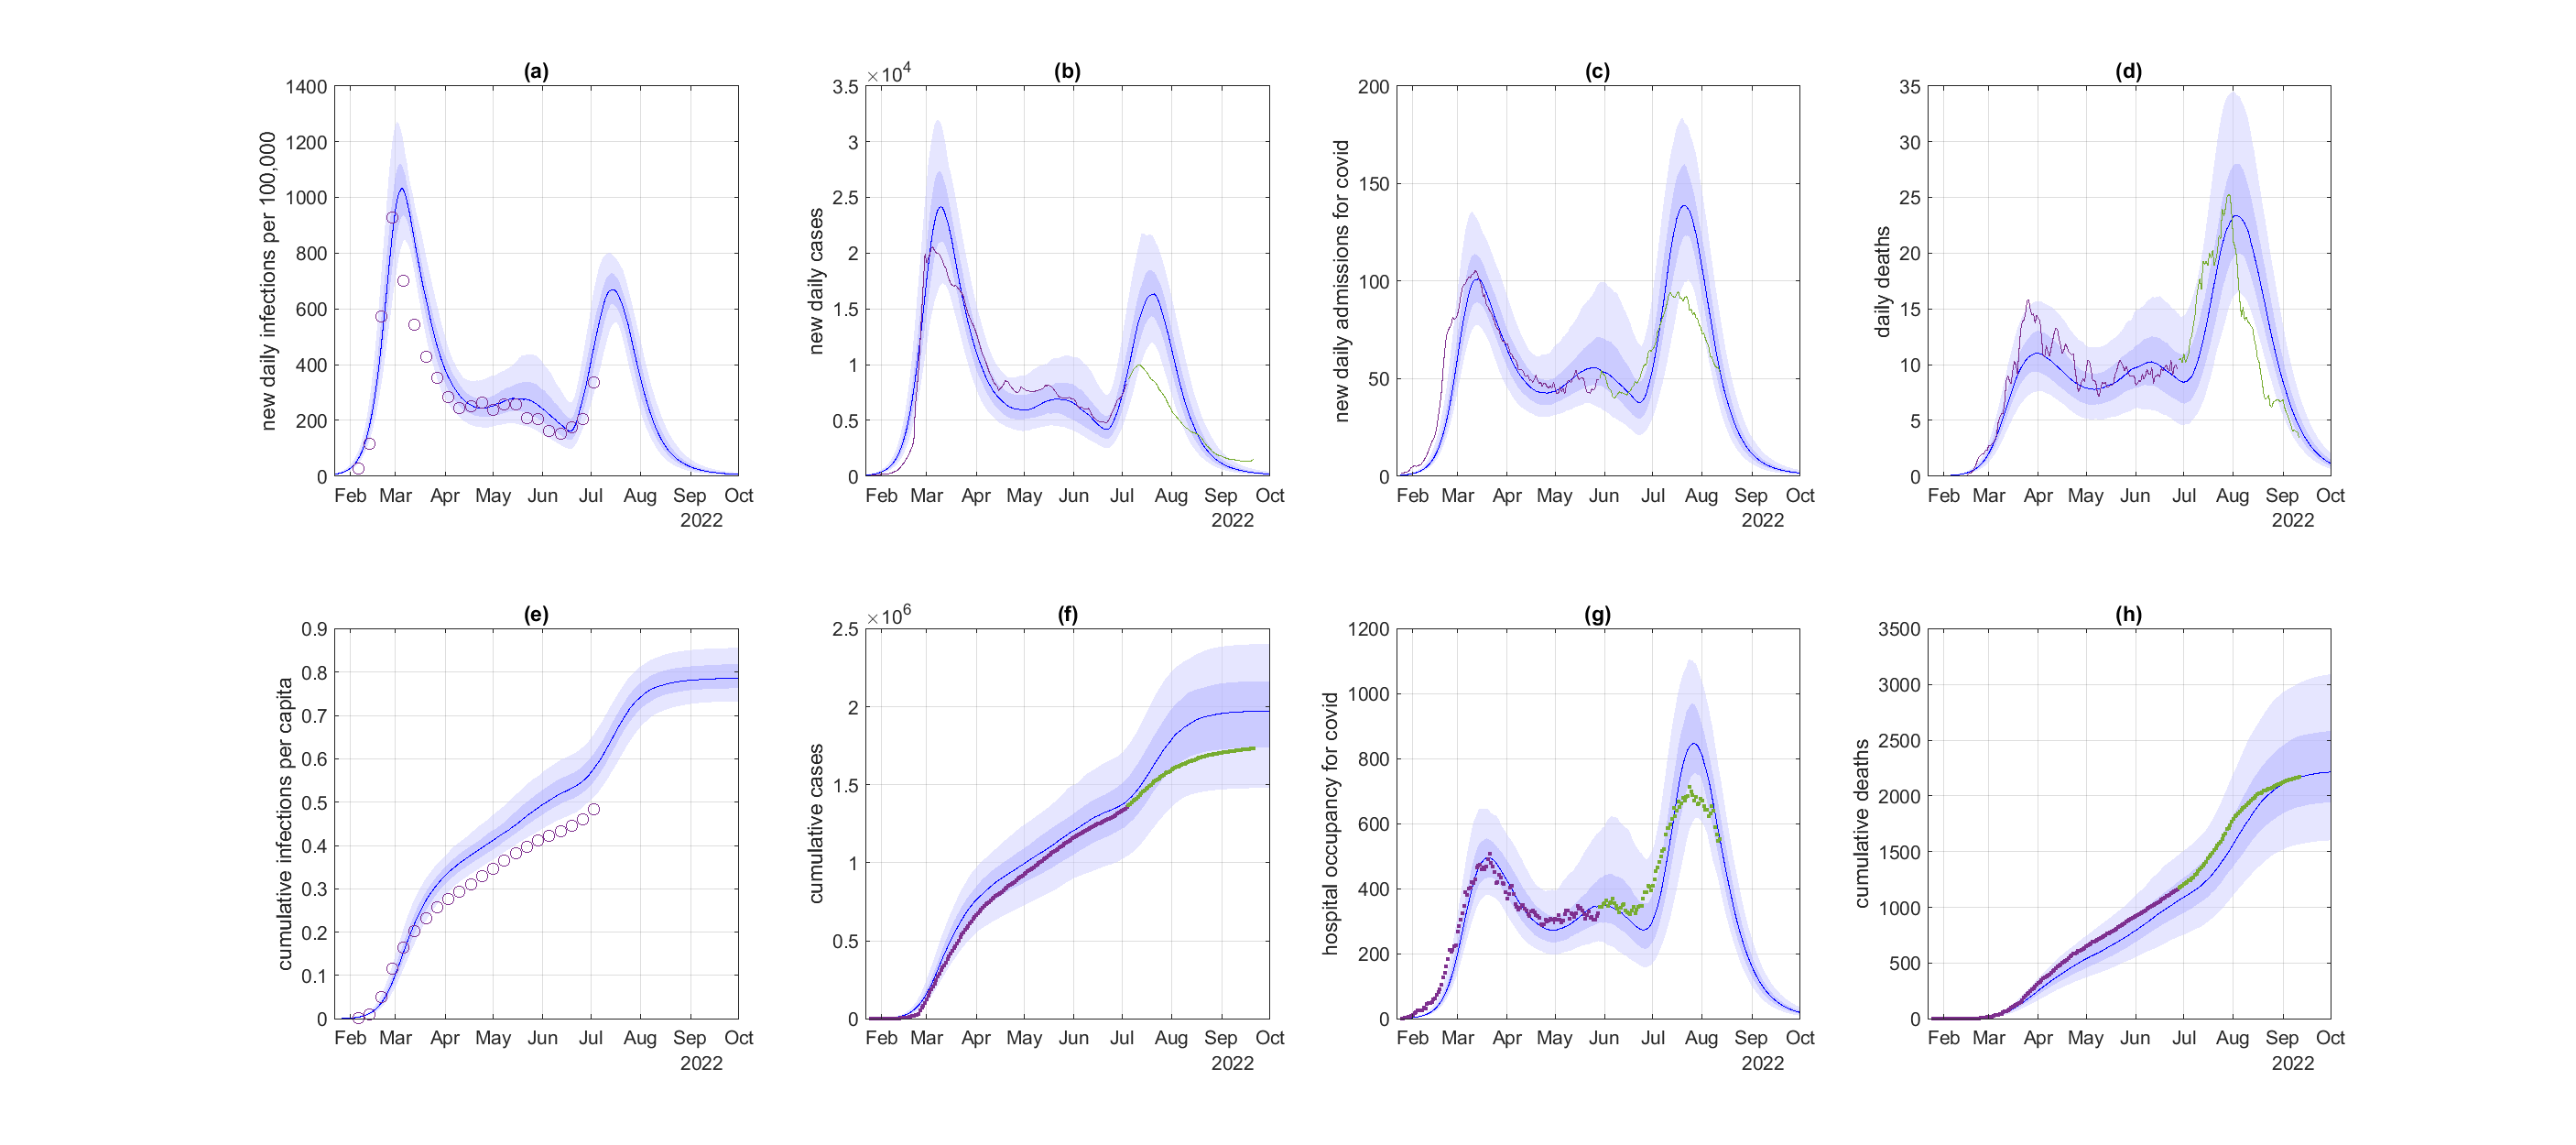 (a)
new daily infections per 100,000
1400
1200
1000
800
600
400
200
0
Feb Mar Apr May Jun Jul Aug Sep Oct
2022
(b)
×10^4
new daily cases
3.5
3
2.5
2
1.5
1
0.5
0
Feb Mar Apr May Jun Jul Aug Sep Oct
2022
(c)
new daily admissions for covid
200
150
100
50
0
Feb Mar Apr May Jun Jul Aug Sep Oct
2022
(d)
daily deaths
35
30
25
20
15
10
5
0
Feb Mar Apr May Jun Jul Aug Sep Oct
2022
(e)
cumulative infections per capita
0.9
0.8
0.7
0.6
0.5
0.4
0.3
0.2
0.1
0
Feb Mar Apr May Jun Jul Aug Sep Oct
2022
(f)
×10^6
cumulative cases
2.5
2
1.5
1
0.5
0
Feb Mar Apr May Jun Jul Aug Sep Oct
2022
(g)
hospital occupancy for covid
1200
1000
800
600
400
200
0
Feb Mar Apr May Jun Jul Aug Sep Oct
2022
(h)
cumulative deaths
3500
3000
2500
2000
1500
1000
500
0
Feb Mar Apr May Jun Jul Aug Sep Oct
2022